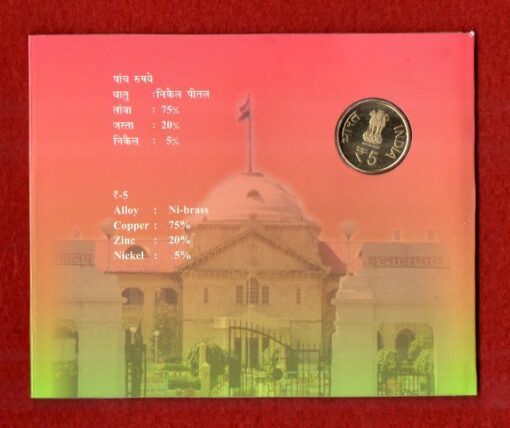 पांच रुपये
धातु : निकैल पीतल
तांबा : 75%
जस्ता : 20%
निकैल : 5%
भारत
INDIA
₹5
₹-5
Alloy : Ni-brass
Copper : 75%
Zinc : 20%
Nickel : 5%
इलाहाबाद